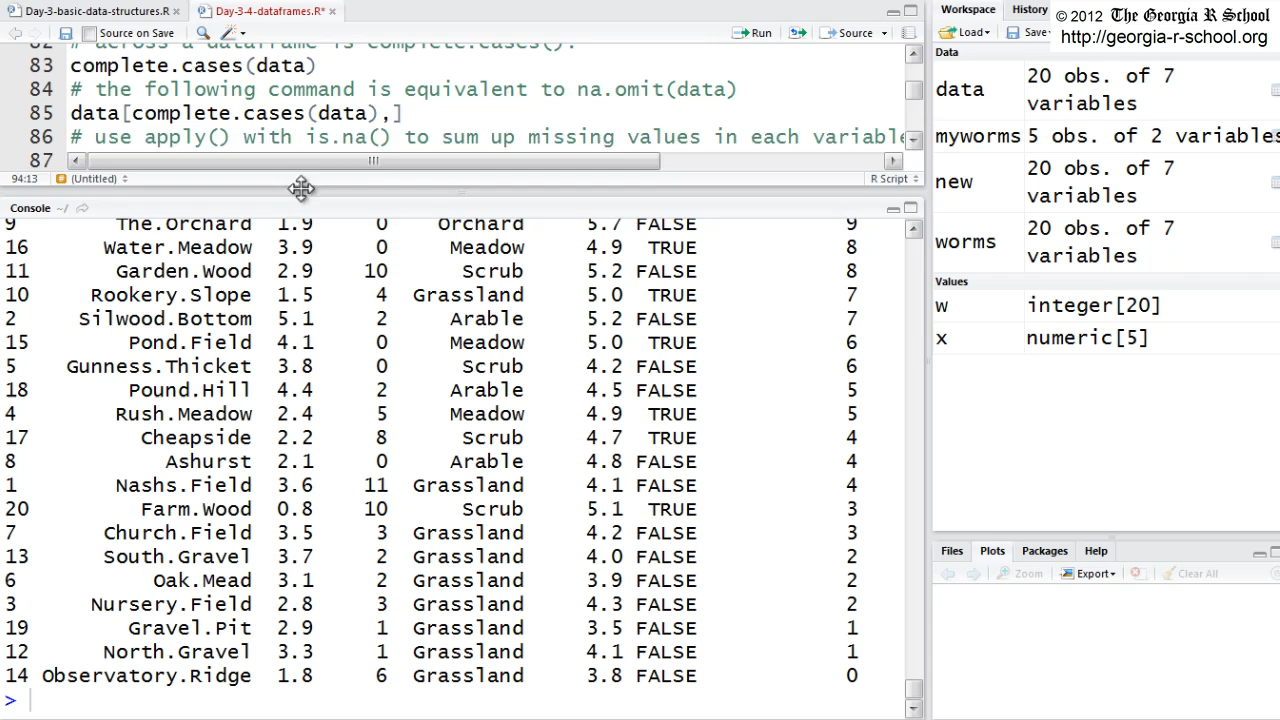 Day-3-basic-data-structures.R ×
Day-3-4-dataframes.R* ×
Source on Save
Run
Source
82 # across a dataframe is complete.cases().
83 complete.cases(data)
84 # the following command is equivalent to na.omit(data)
85 data[complete.cases(data),]
86 # use apply() with is.na() to sum up missing values in each variable
87
94:13 (Untitled)
R Script
Console ~/
9 The.Orchard 1.9 0 Orchard 5.7 FALSE 9
16 Water.Meadow 3.9 0 Meadow 4.9 TRUE 8
11 Garden.Wood 2.9 10 Scrub 5.2 FALSE 8
10 Rookery.Slope 1.5 4 Grassland 5.0 TRUE 7
2 Silwood.Bottom 5.1 2 Arable 5.2 FALSE 7
15 Pond.Field 4.1 0 Meadow 5.0 TRUE 6
5 Gunness.Thicket 3.8 0 Scrub 4.2 FALSE 6
18 Pound.Hill 4.4 2 Arable 4.5 FALSE 5
4 Rush.Meadow 2.4 5 Meadow 4.9 TRUE 5
17 Cheapside 2.2 8 Scrub 4.7 TRUE 4
8 Ashurst 2.1 0 Arable 4.8 FALSE 4
1 Nashs.Field 3.6 11 Grassland 4.1 FALSE 4
20 Farm.Wood 0.8 10 Scrub 5.1 TRUE 3
7 Church.Field 3.5 3 Grassland 4.2 FALSE 3
13 South.Gravel 3.7 2 Grassland 4.0 FALSE 2
6 Oak.Mead 3.1 2 Grassland 3.9 FALSE 2
3 Nursery.Field 2.8 3 Grassland 4.3 FALSE 2
19 Gravel.Pit 2.9 1 Grassland 3.5 FALSE 1
12 North.Gravel 3.3 1 Grassland 4.1 FALSE 1
14 Observatory.Ridge 1.8 6 Grassland 3.8 FALSE 0
>
Workspace History
© 2012 The Georgia R School
http://georgia-r-school.org
Load Save
Data
data 20 obs. of 7
variables
myworms 5 obs. of 2 variables
new 20 obs. of 7
variables
worms 20 obs. of 7
variables
Values
w integer[20]
x numeric[5]
Files Plots Packages Help
Zoom Export Clear All